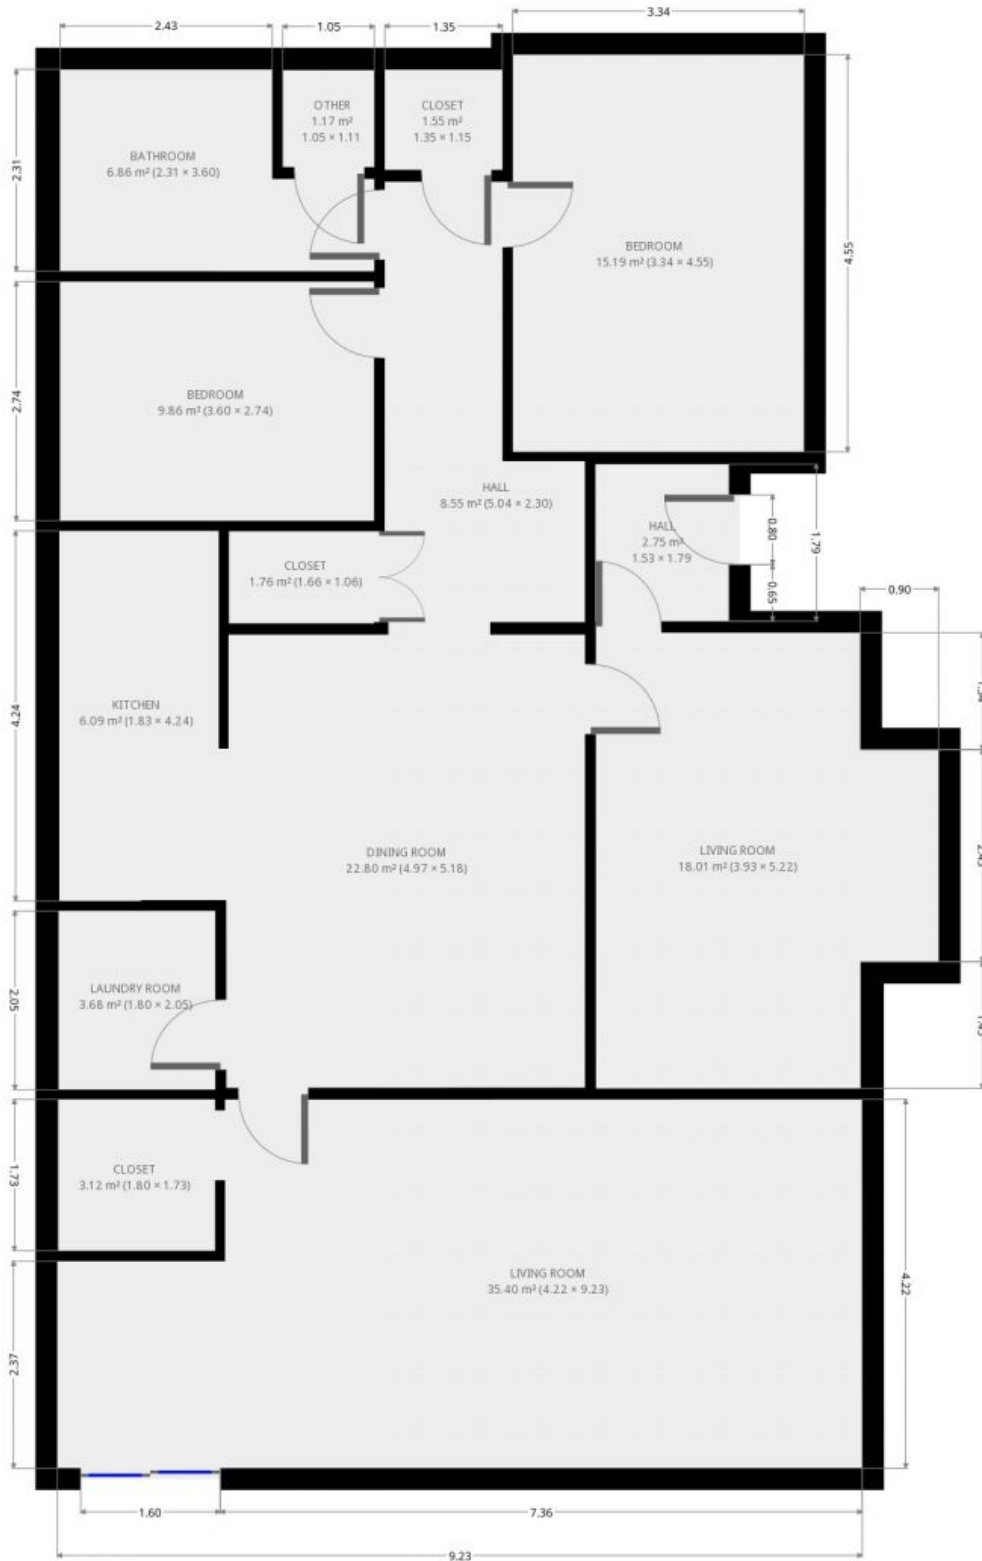 3.34
2.43
1.05
1.35
OTHER
1.17 m²
1.05 × 1.11
CLOSET
1.55 m²
1.35 × 1.15
BATHROOM
6.86 m² (2.31 × 3.60)
2.31
BEDROOM
15.19 m² (3.34 × 4.55)
4.55
BEDROOM
9.86 m² (3.60 × 2.74)
2.74
HALL
8.55 m² (5.04 × 2.30)
HALL
2.75 m²
1.53 × 1.79
0.80
1.79
0.65
CLOSET
1.76 m² (1.66 × 1.06)
0.90
KITCHEN
6.09 m² (1.83 × 4.24)
4.24
DINING ROOM
22.80 m² (4.97 × 5.18)
LIVING ROOM
18.01 m² (3.93 × 5.22)
LAUNDRY ROOM
3.68 m² (1.80 × 2.05)
2.05
CLOSET
3.12 m² (1.80 × 1.73)
1.73
LIVING ROOM
35.40 m² (4.22 × 9.23)
4.22
2.37
1.60
7.36
9.23